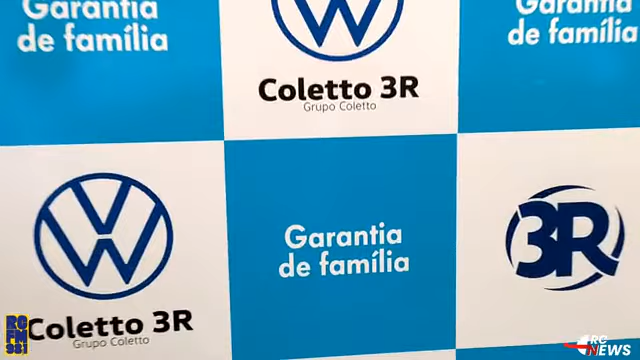 Garantia
de família
Garantia
de família
Coletto 3R
Grupo Coletto
Coletto 3R
Grupo Coletto
Garantia
de família
3R
RC NEWS